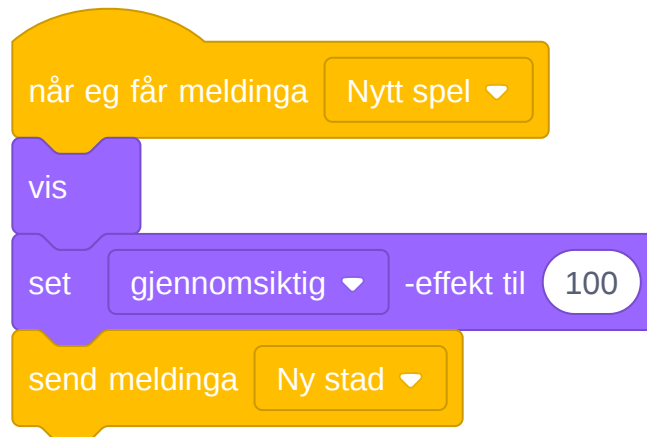 når eg får meldinga Nytt spel
vis
set gjennomsiktig -effekt til 100
send meldinga Ny stad